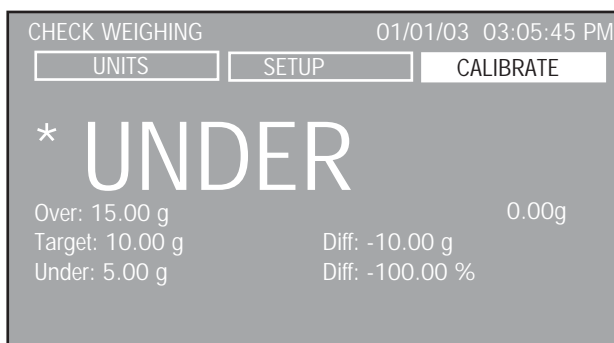 CHECK WEIGHING 01/01/03 03:05:45 PM
UNITS SETUP CALIBRATE
* UNDER
Over: 15.00 g 0.00g
Target: 10.00 g Diff: -10.00 g
Under: 5.00 g Diff: -100.00 %